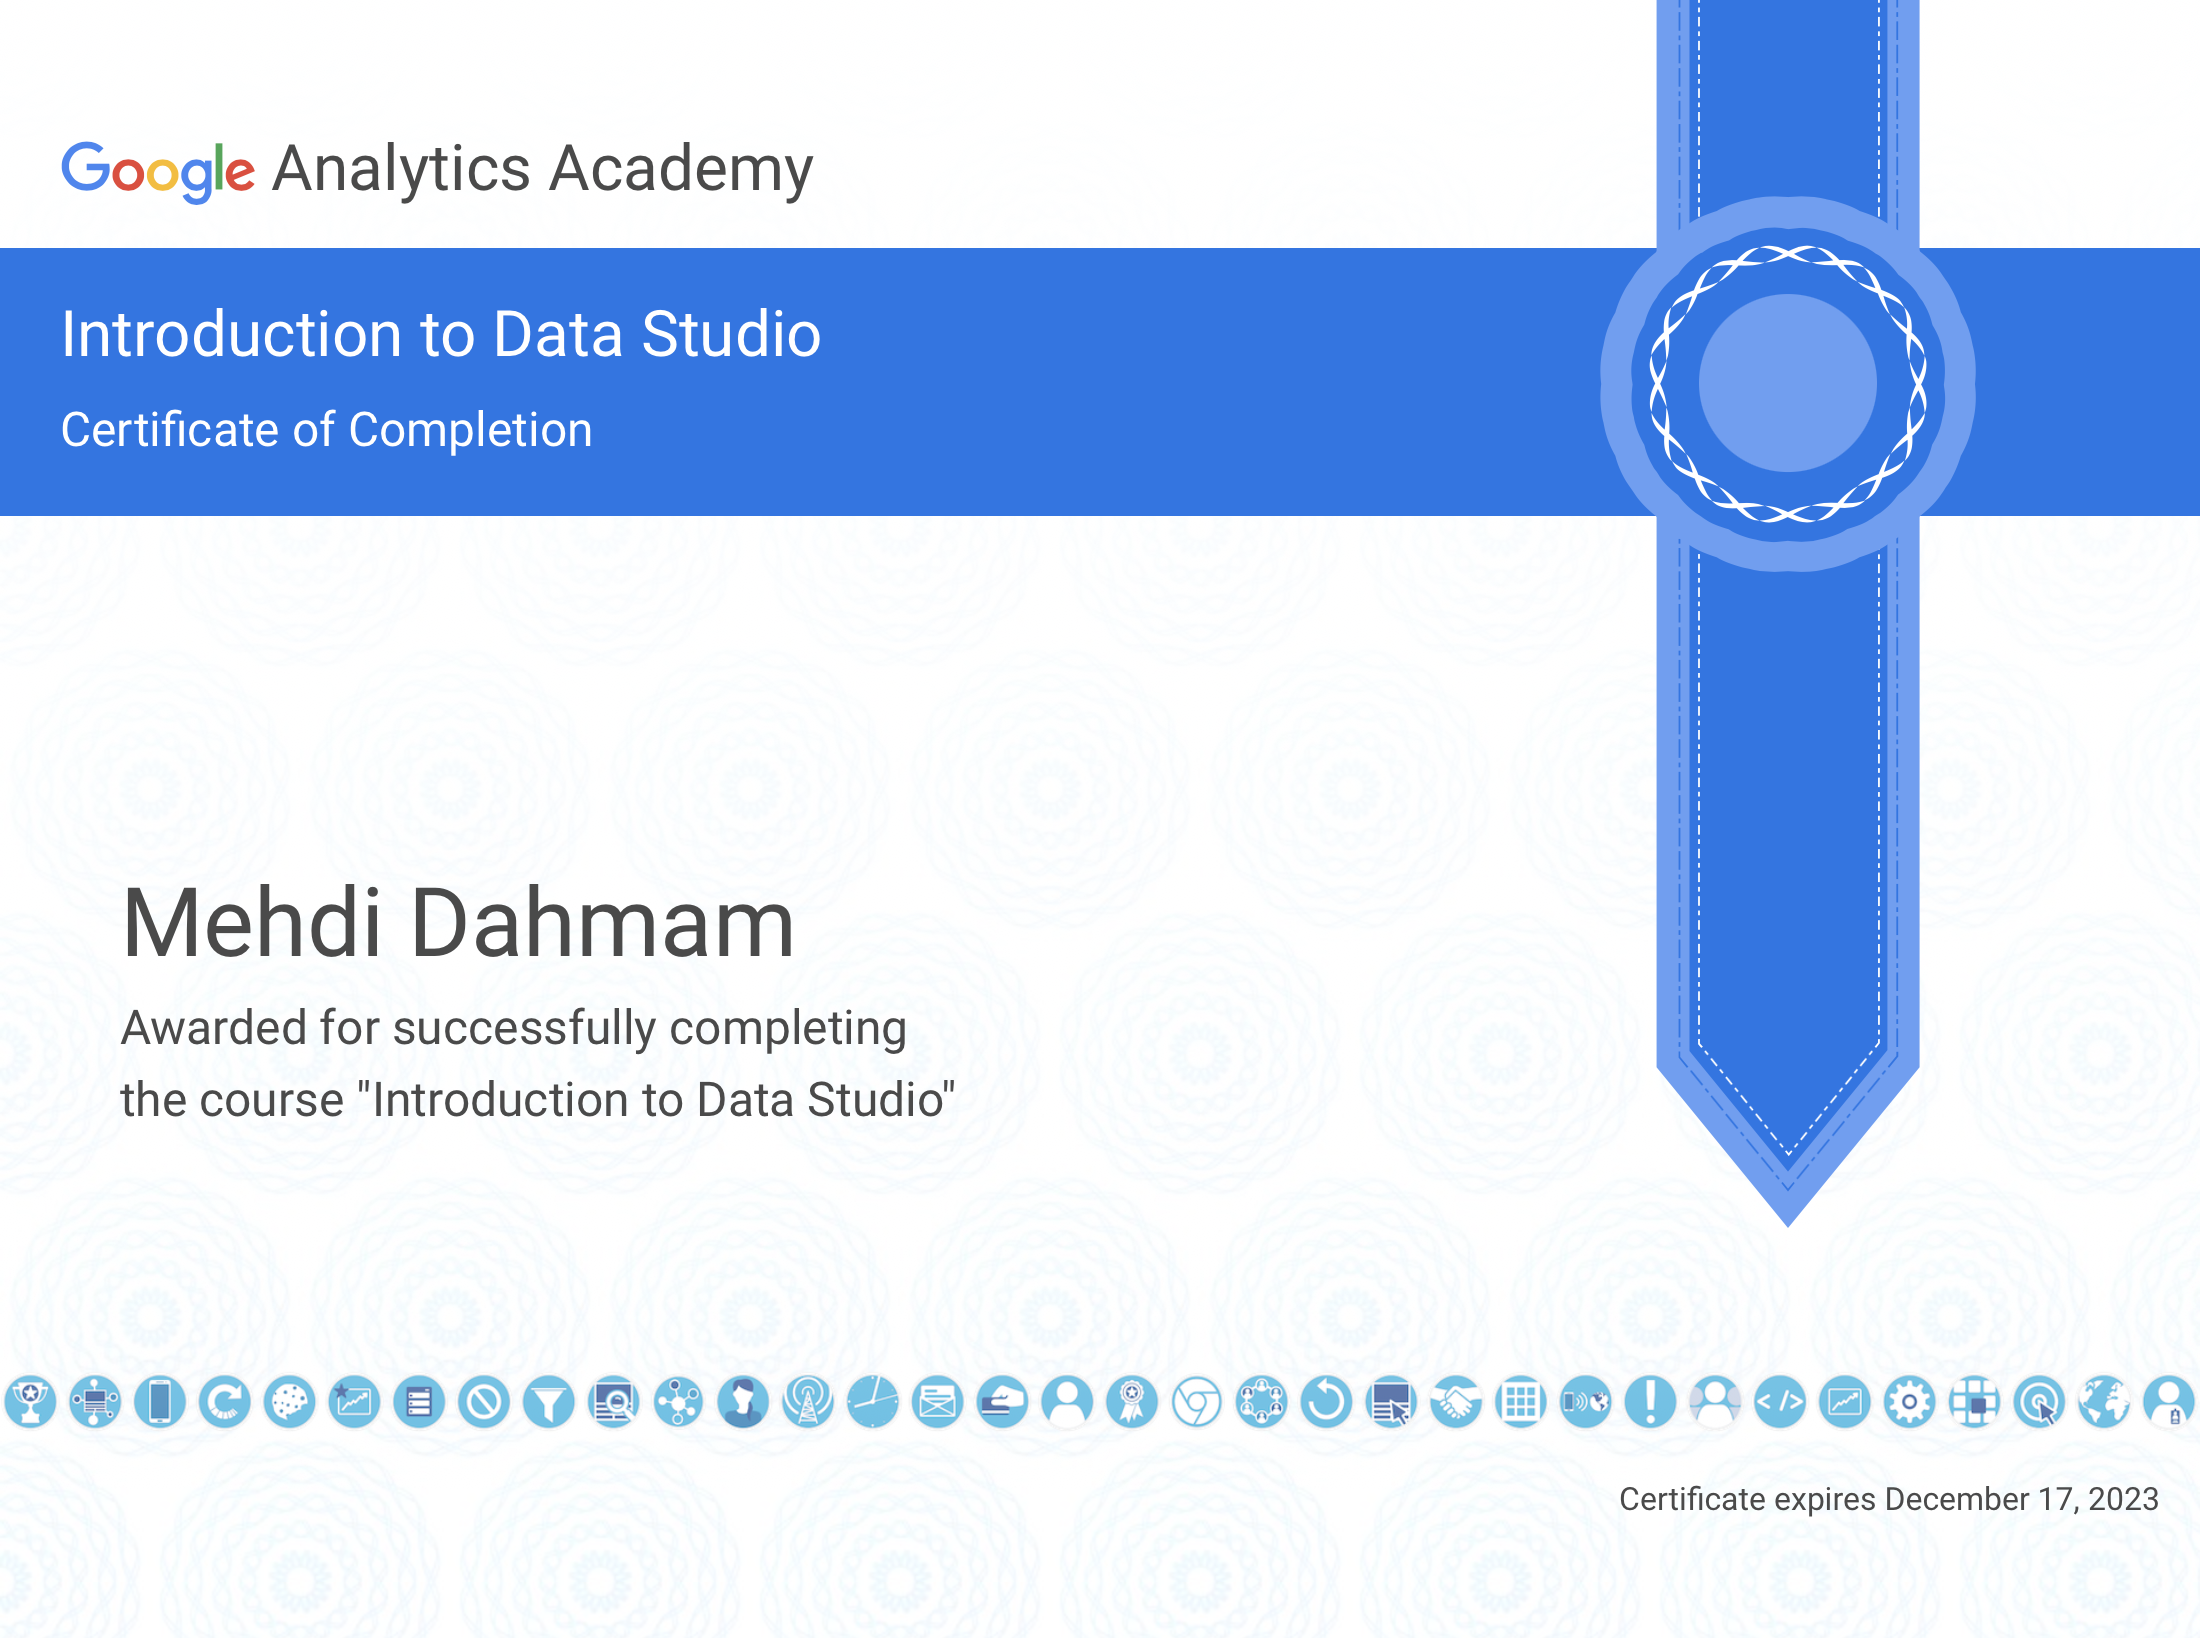 Google Analytics Academy
Introduction to Data Studio
Certificate of Completion
Mehdi Dahmam
Awarded for successfully completing
the course "Introduction to Data Studio"
Certificate expires December 17, 2023